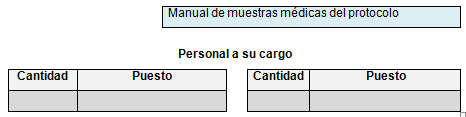 Manual de muestras médicas del protocolo
Personal a su cargo
Cantidad Puesto Cantidad Puesto